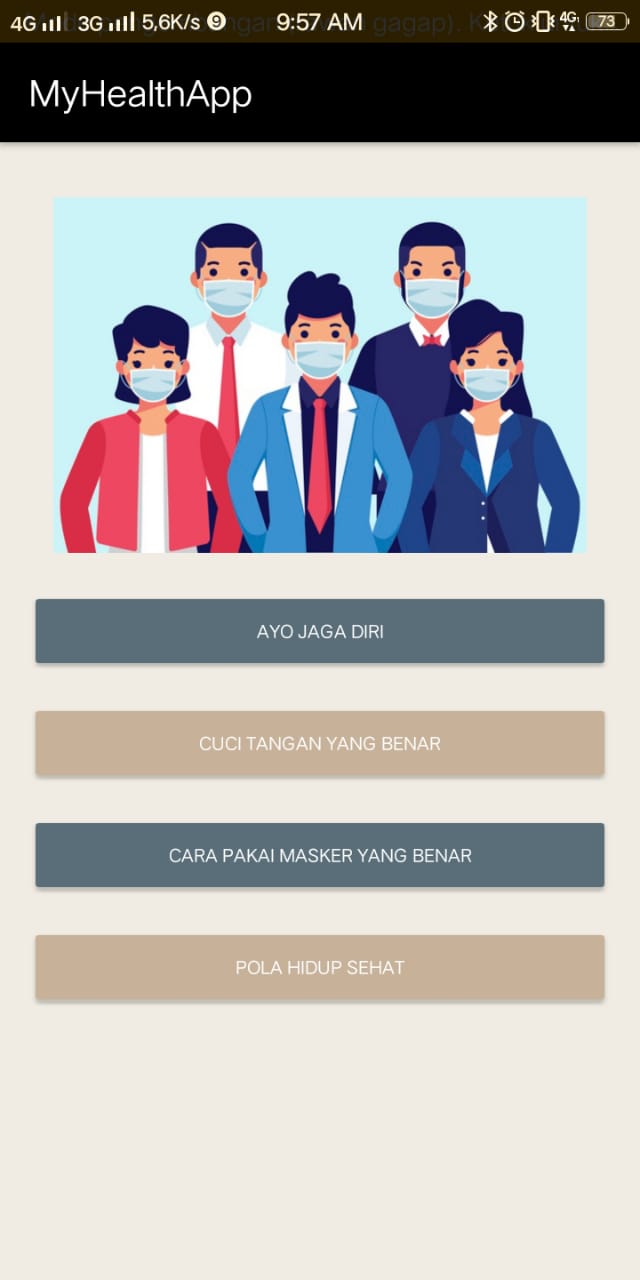 4G 3G 5,6K/s 9 9:57 AM 4G 73
MyHealthApp
AYO JAGA DIRI
CUCI TANGAN YANG BENAR
CARA PAKAI MASKER YANG BENAR
POLA HIDUP SEHAT